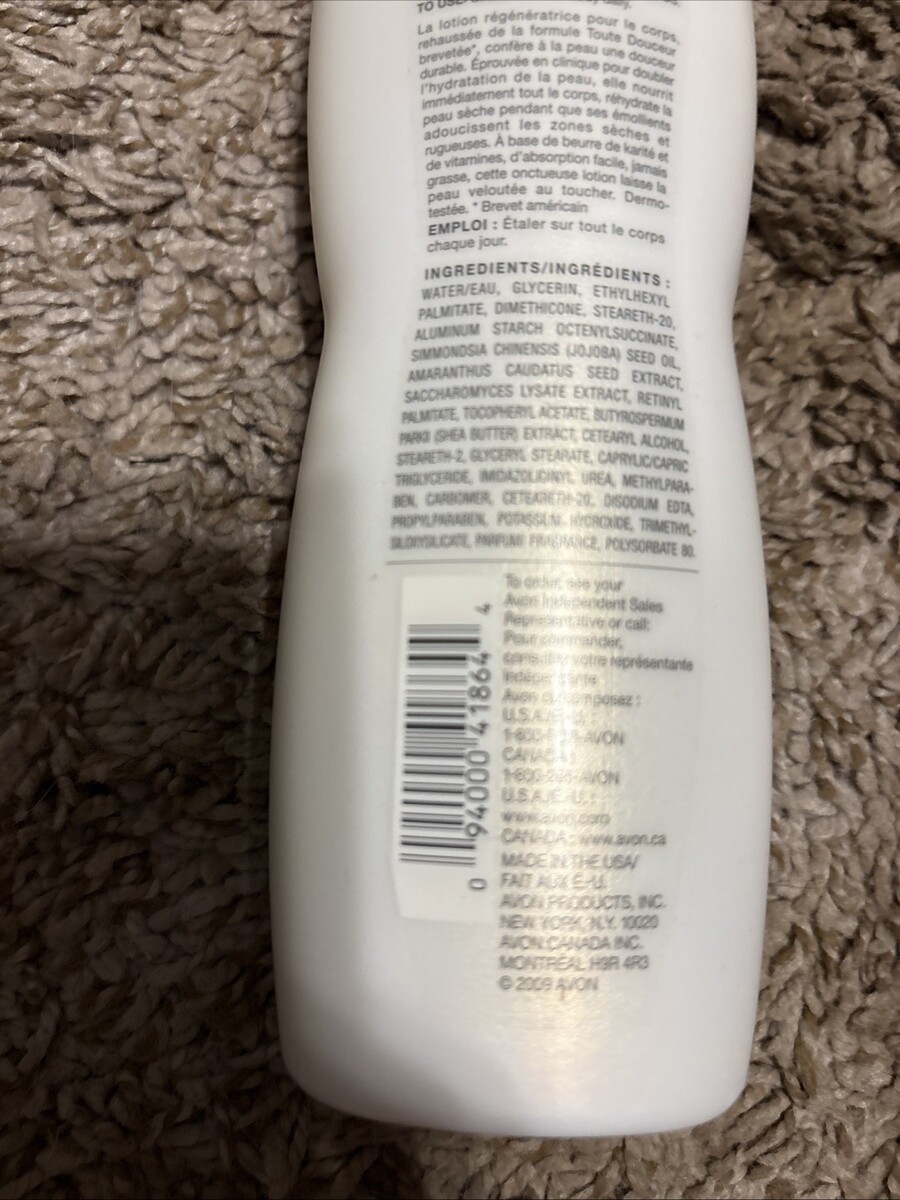 TO USE:
daily.
La lotion régénératrice pour le corps,
rehaussée de la formule Toute Douceur
brevetée*, confère à la peau une douceur
durable. Éprouvée en clinique pour doubler
l'hydratation de la peau, elle nourrit
immédiatement tout le corps, réhydrate la
peau sèche pendant que ses émollients
adoucissent les zones sèches et
rugueuses. À base de beurre de karité et
de vitamines, d'absorption facile, jamais
grasse, cette onctueuse lotion laisse la
peau veloutée au toucher. Dermo-
testée. * Brevet américain
EMPLOI : Étaler sur tout le corps
chaque jour.
INGREDIENTS/INGRÉDIENTS :
WATER/EAU, GLYCERIN, ETHYLHEXYL
PALMITATE, DIMETHICONE, STEARETH-20,
ALUMINUM STARCH OCTENYLSUCCINATE,
SIMMONDSIA CHINENSIS (JOJOBA) SEED OIL,
AMARANTHUS CAUDATUS SEED EXTRACT,
SACCHAROMYCES LYSATE EXTRACT, RETINYL
PALMITATE, TOCOPHERYL ACETATE, BUTYROSPERMUM
PARKII (SHEA BUTTER) EXTRACT, CETEARYL ALCOHOL,
STEARETH-2, GLYCERYL STEARATE, CAPRYLIC/CAPRIC
TRIGLYCERIDE, IMIDAZOLIDINYL UREA, METHYLPARA-
BEN, CARBOMER, CETEARETH-20, DISODIUM EDTA,
PROPYLPARABEN, POTASSIUM HYDROXIDE, TRIMETHYL-
SILOXYSILICATE, PARFUM/FRAGRANCE, POLYSORBATE 80.
To order, see your
Avon Independent Sales
Representative or call:
Pour commander,
consultez votre représentante
indépendante
Avon ou composez :
U.S.A./É.-U. :
AVON
CANADA :
AVON
U.S.A./É.-U. :
www.avon.com
CANADA : www.avon.ca
MADE IN THE USA/
FAIT AUX É.-U.
AVON PRODUCTS, INC.
NEW YORK, N.Y. 10020
AVON CANADA INC.
MONTRÉAL H9R 4R3
© 2009 AVON
0 94000 41864 4